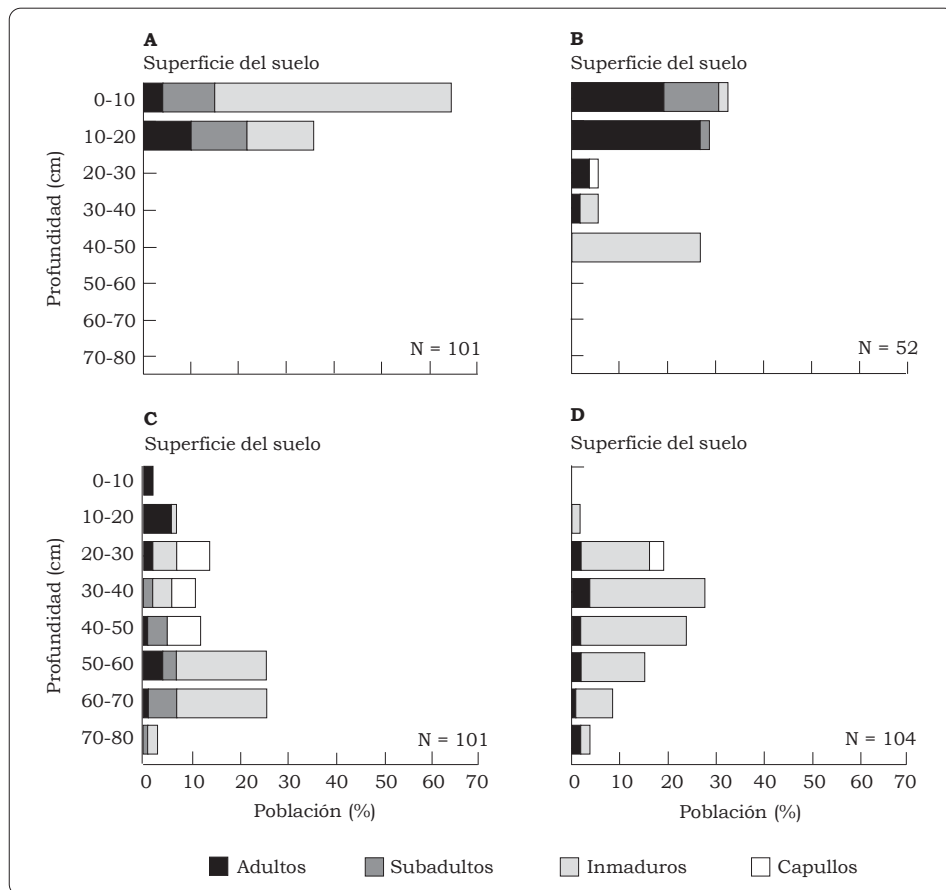 A
Superficie del suelo
Profundidad (cm)
0-10
10-20
20-30
30-40
40-50
50-60
60-70
70-80
N = 101
B
Superficie del suelo
N = 52
C
Superficie del suelo
Profundidad (cm)
0-10
10-20
20-30
30-40
40-50
50-60
60-70
70-80
N = 101
0 10 20 30 40 50 60 70
D
Superficie del suelo
N = 104
0 10 20 30 40 50 60 70
Población (%)
Adultos Subadultos Inmaduros Capullos